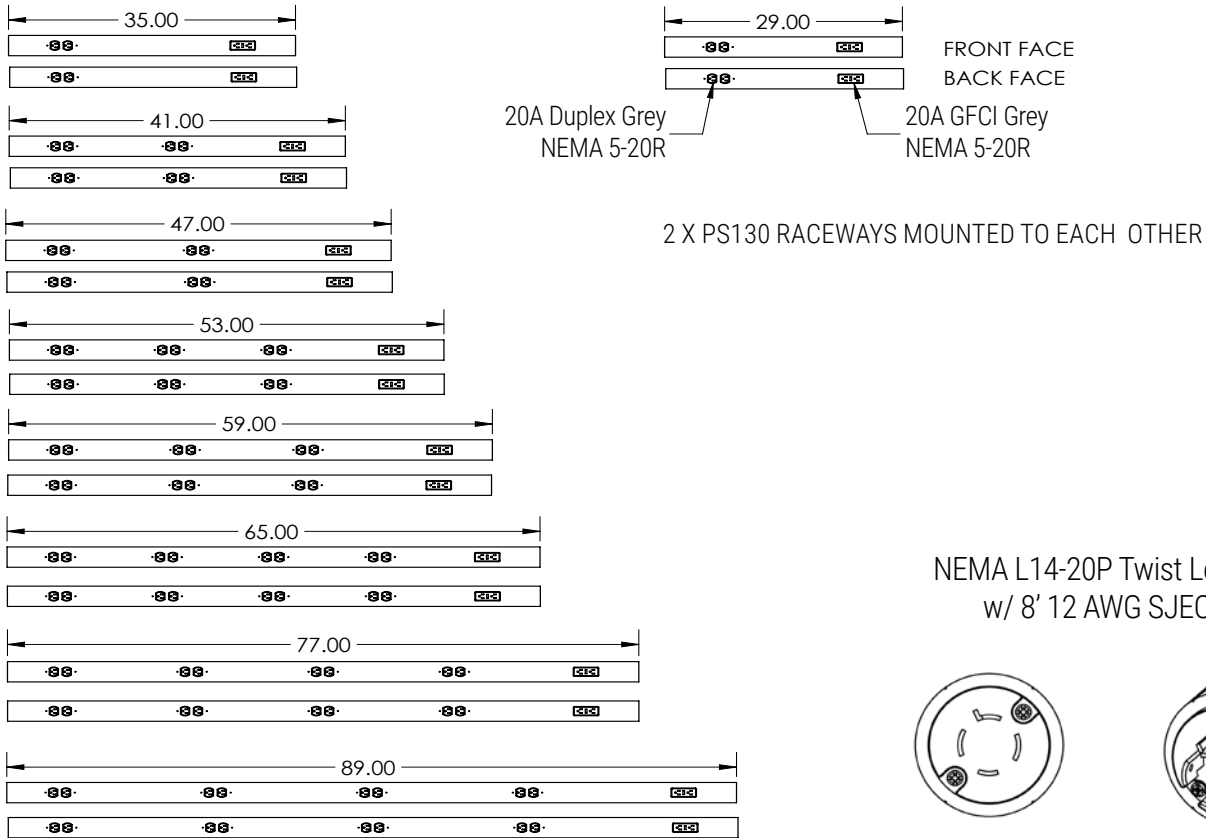 35.00
29.00
FRONT FACE
BACK FACE
20A Duplex Grey
NEMA 5-20R
20A GFCI Grey
NEMA 5-20R
41.00
47.00
2 X PS130 RACEWAYS MOUNTED TO EACH OTHER
53.00
59.00
65.00
NEMA L14-20P Twist
w/ 8' 12 AWG
77.00
89.00